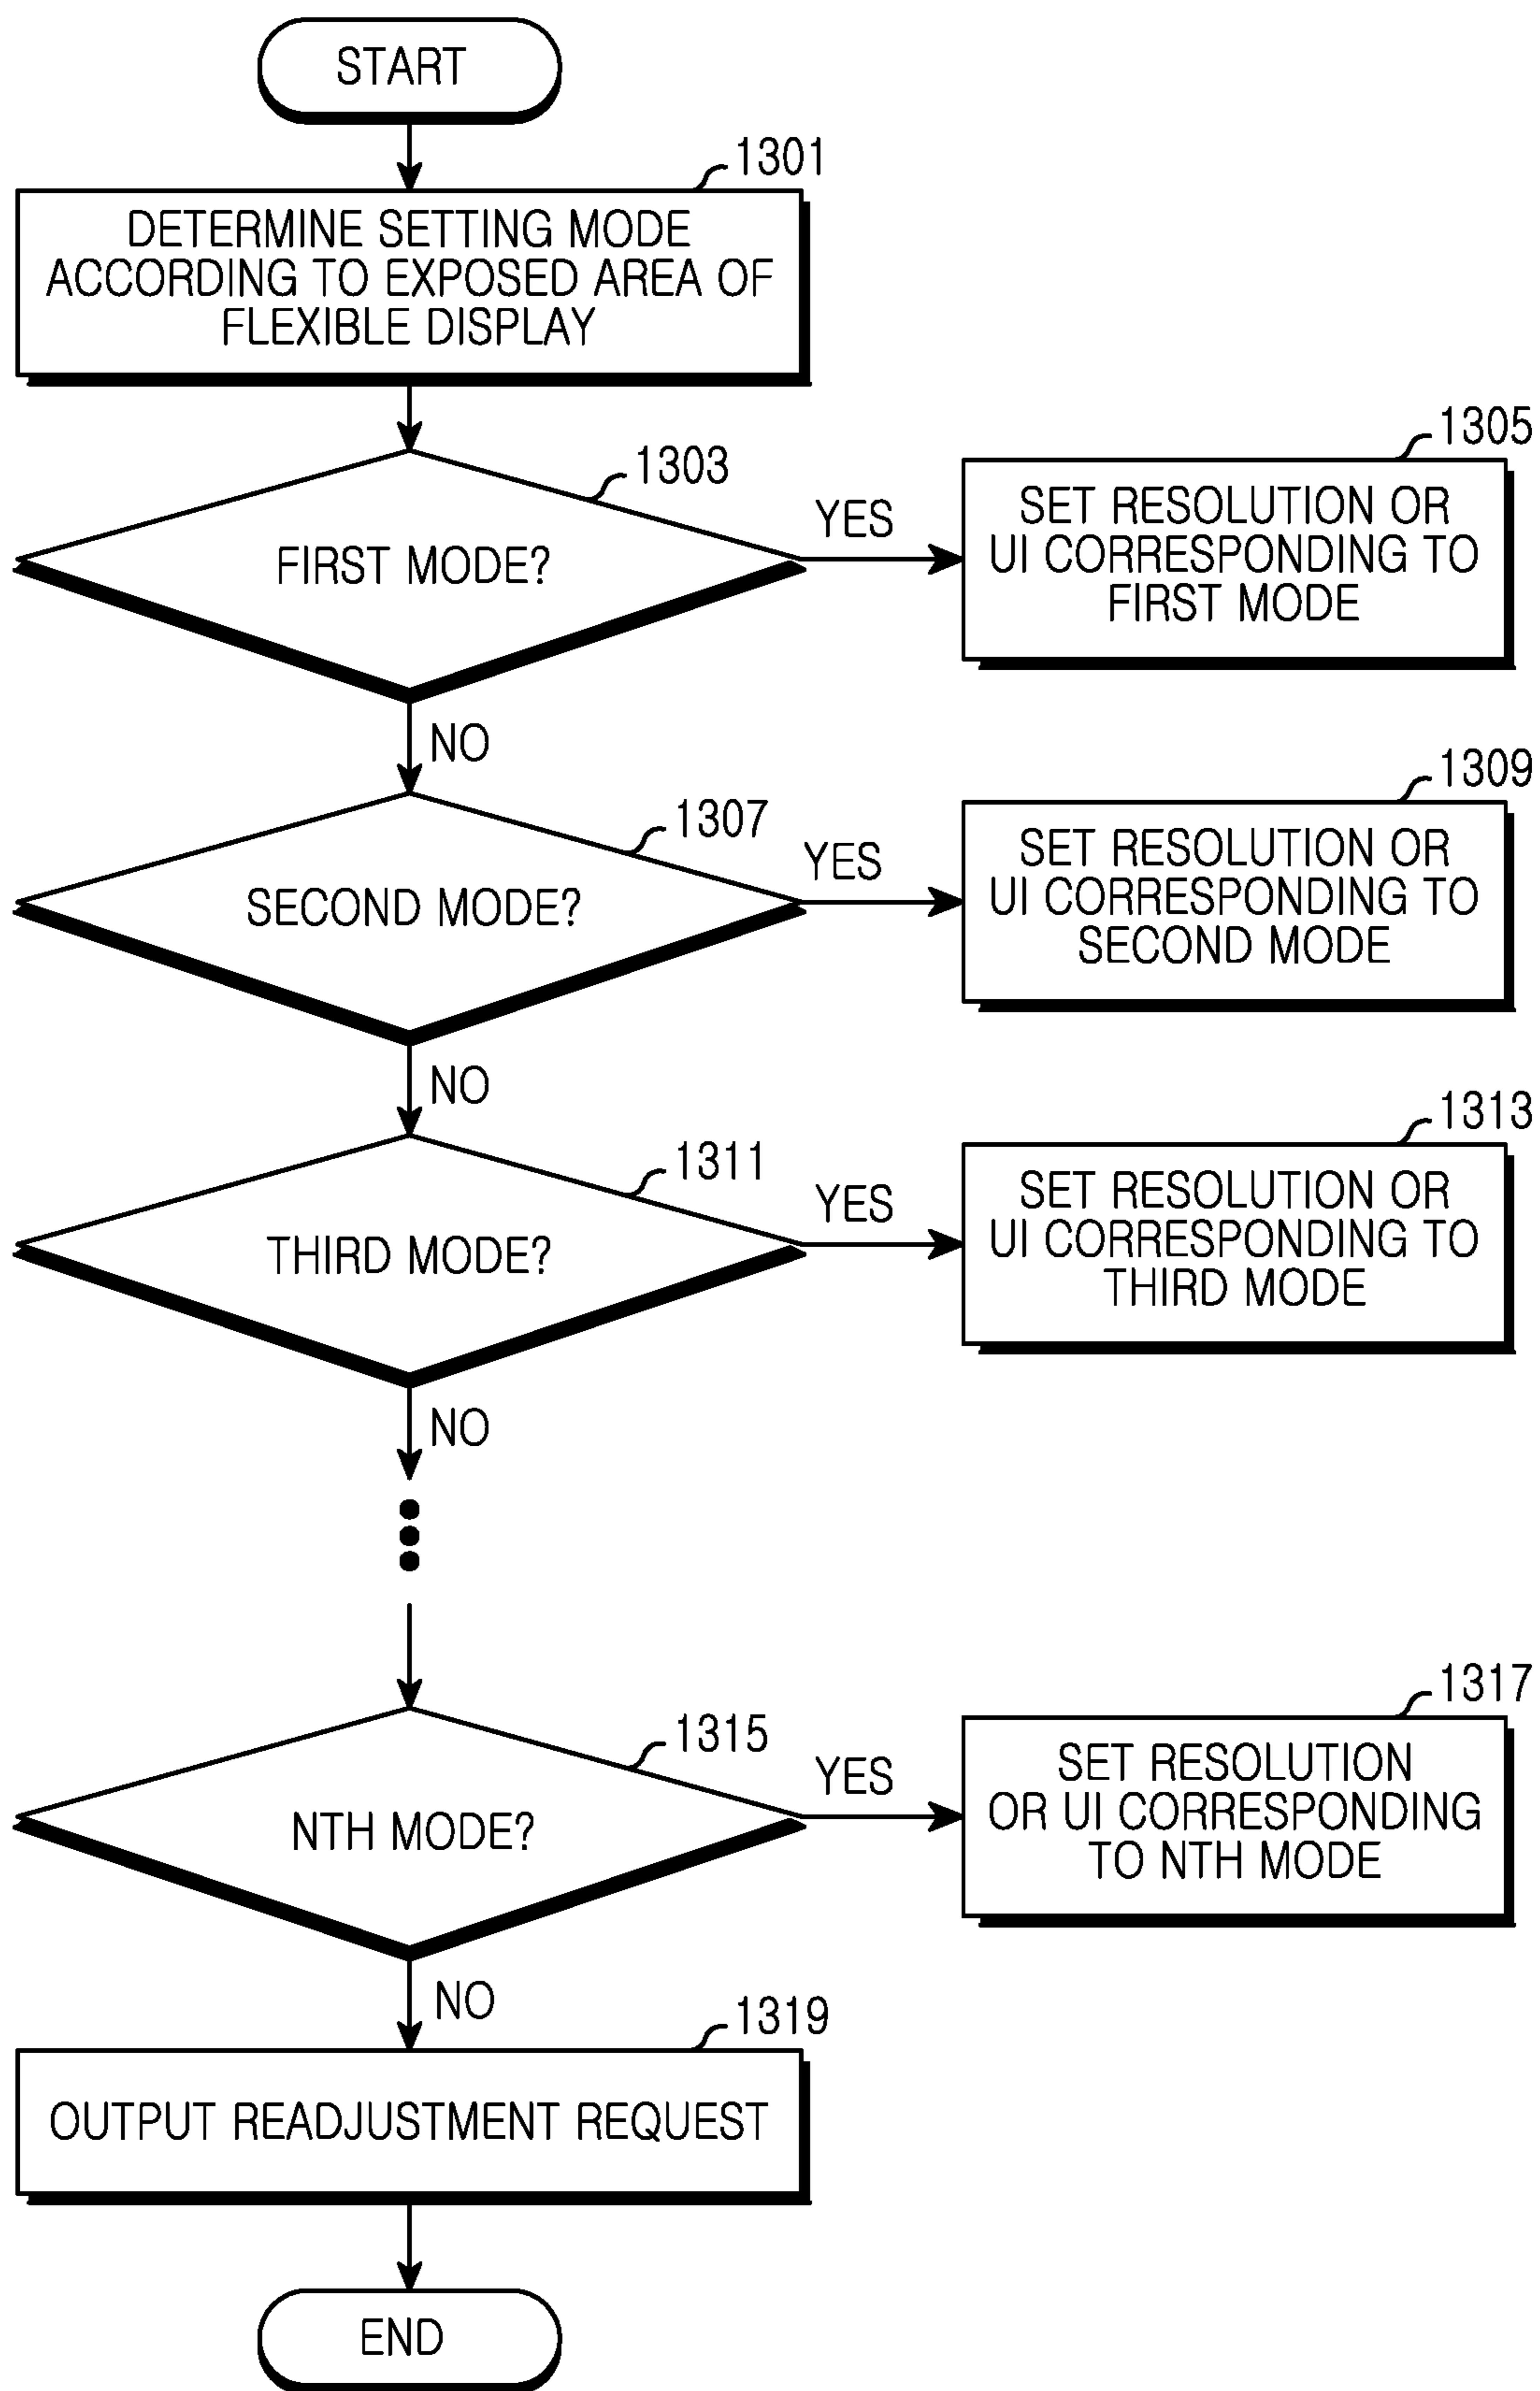 START
1301
DETERMINE SETTING MODE
ACCORDING TO EXPOSED AREA OF
FLEXIBLE DISPLAY
1303
FIRST MODE?
YES
1305
SET RESOLUTION OR
UI CORRESPONDING TO
FIRST MODE
NO
1307
SECOND MODE?
YES
1309
SET RESOLUTION OR
UI CORRESPONDING TO
SECOND MODE
NO
1311
THIRD MODE?
YES
1313
SET RESOLUTION OR
UI CORRESPONDING TO
THIRD MODE
NO
1315
NTH MODE?
YES
1317
SET RESOLUTION
OR UI CORRESPONDING
TO NTH MODE
NO
1319
OUTPUT READJUSTMENT REQUEST
END